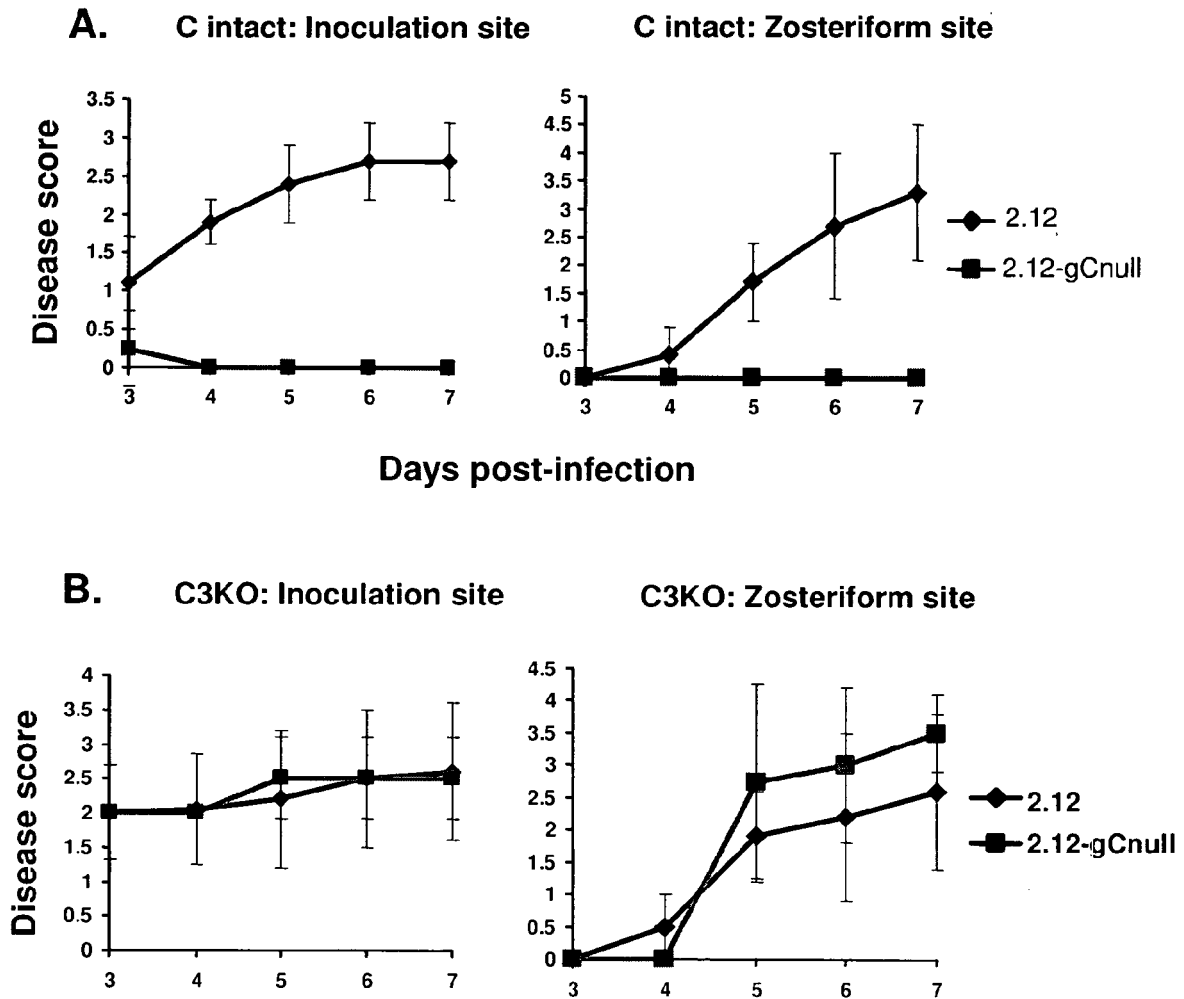 A.
C intact: Inoculation site
C intact: Zosteriform site
Disease score
3.5
3
2.5
2
1.5
1
0.5
0
3 4 5 6 7
5
4.5
4
3.5
3
2.5
2
1.5
1
0.5
0
3 4 5 6 7
2.12
2.12-gCnull
Days post-infection
B.
C3KO: Inoculation site
C3KO: Zosteriform site
Disease score
4
3.5
3
2.5
2
1.5
1
0.5
0
3 4 5 6 7
4.5
4
3.5
3
2.5
2
1.5
1
0.5
0
3 4 5 6 7
2.12
2.12-gCnull